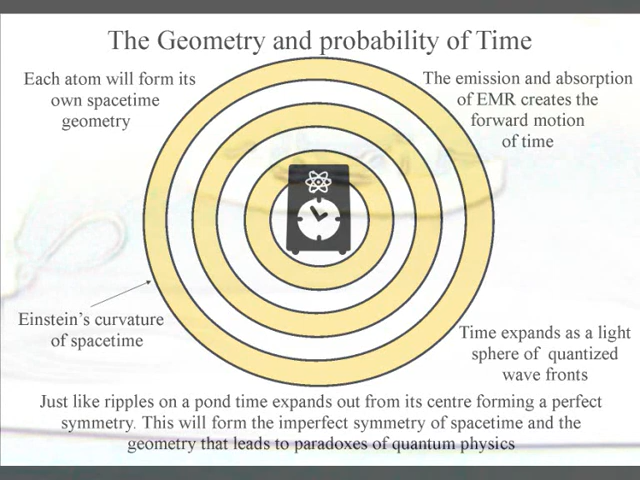 The Geometry and probability of Time
Each atom will form its
own spacetime
geometry
The emission and absorption
of EMR creates the
forward motion
of time
Einstein's curvature
of spacetime
Time expands as a light
sphere of quantized
wave fronts
Just like ripples on a pond time expands out from its centre forming a perfect
symmetry. This will form the imperfect symmetry of spacetime and the
geometry that leads to paradoxes of quantum physics